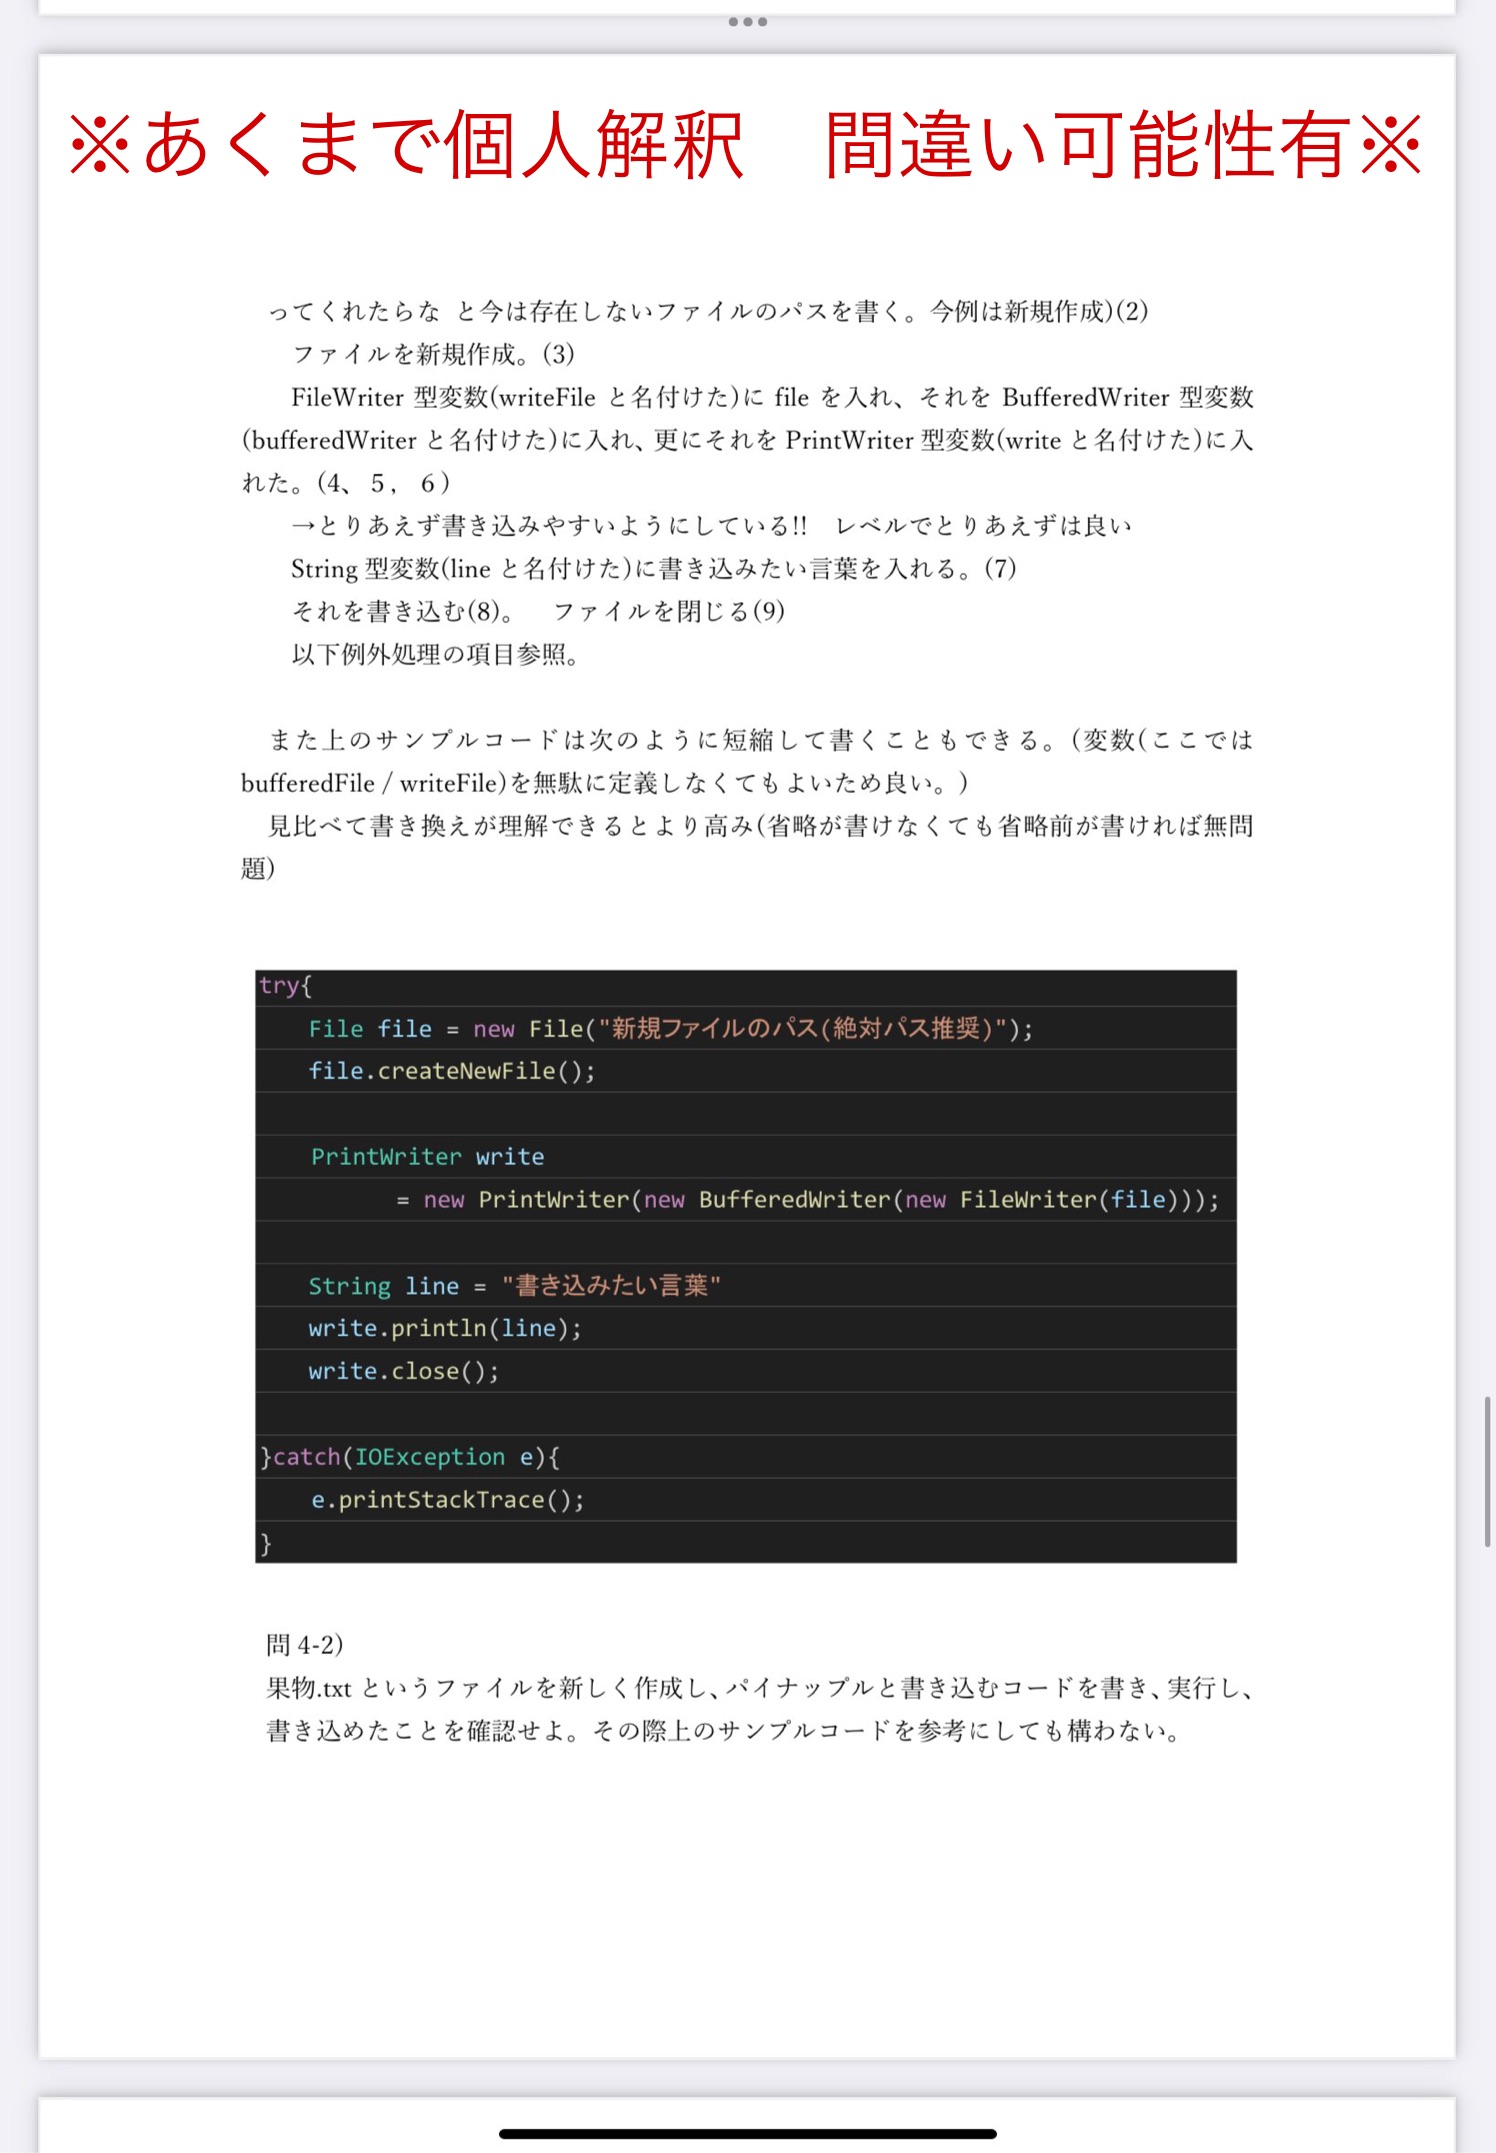 ※あくまで個人解釈　間違い可能性有※
ってくれたらな と今は存在しないファイルのパスを書く。今例は新規作成)(2)
ファイルを新規作成。(3)
FileWriter 型変数(writeFile と名付けた)に file を入れ、それを BufferedWriter 型変数
(bufferedWriter と名付けた)に入れ、更にそれを PrintWriter 型変数(write と名付けた)に入
れた。(4、５，６)
→とりあえず書き込みやすいようにしている!!　レベルでとりあえずは良い
String 型変数(line と名付けた)に書き込みたい言葉を入れる。(7)
それを書き込む(8)。　ファイルを閉じる(9)
以下例外処理の項目参照。
また上のサンプルコードは次のように短縮して書くこともできる。(変数(ここでは
bufferedFile / writeFile)を無駄に定義しなくてもよいため良い。)
見比べて書き換えが理解できるとより高み(省略が書けなくても省略前が書ければ無問
題)
try{
File file = new File("新規ファイルのパス(絶対パス推奨)");
file.createNewFile();
PrintWriter write
= new PrintWriter(new BufferedWriter(new FileWriter(file)));
String line = "書き込みたい言葉"
write.println(line);
write.close();
}catch(IOException e){
e.printStackTrace();
}
問 4-2)
果物.txt というファイルを新しく作成し、パイナップルと書き込むコードを書き、実行し、
書き込めたことを確認せよ。その際上のサンプルコードを参考にしても構わない。